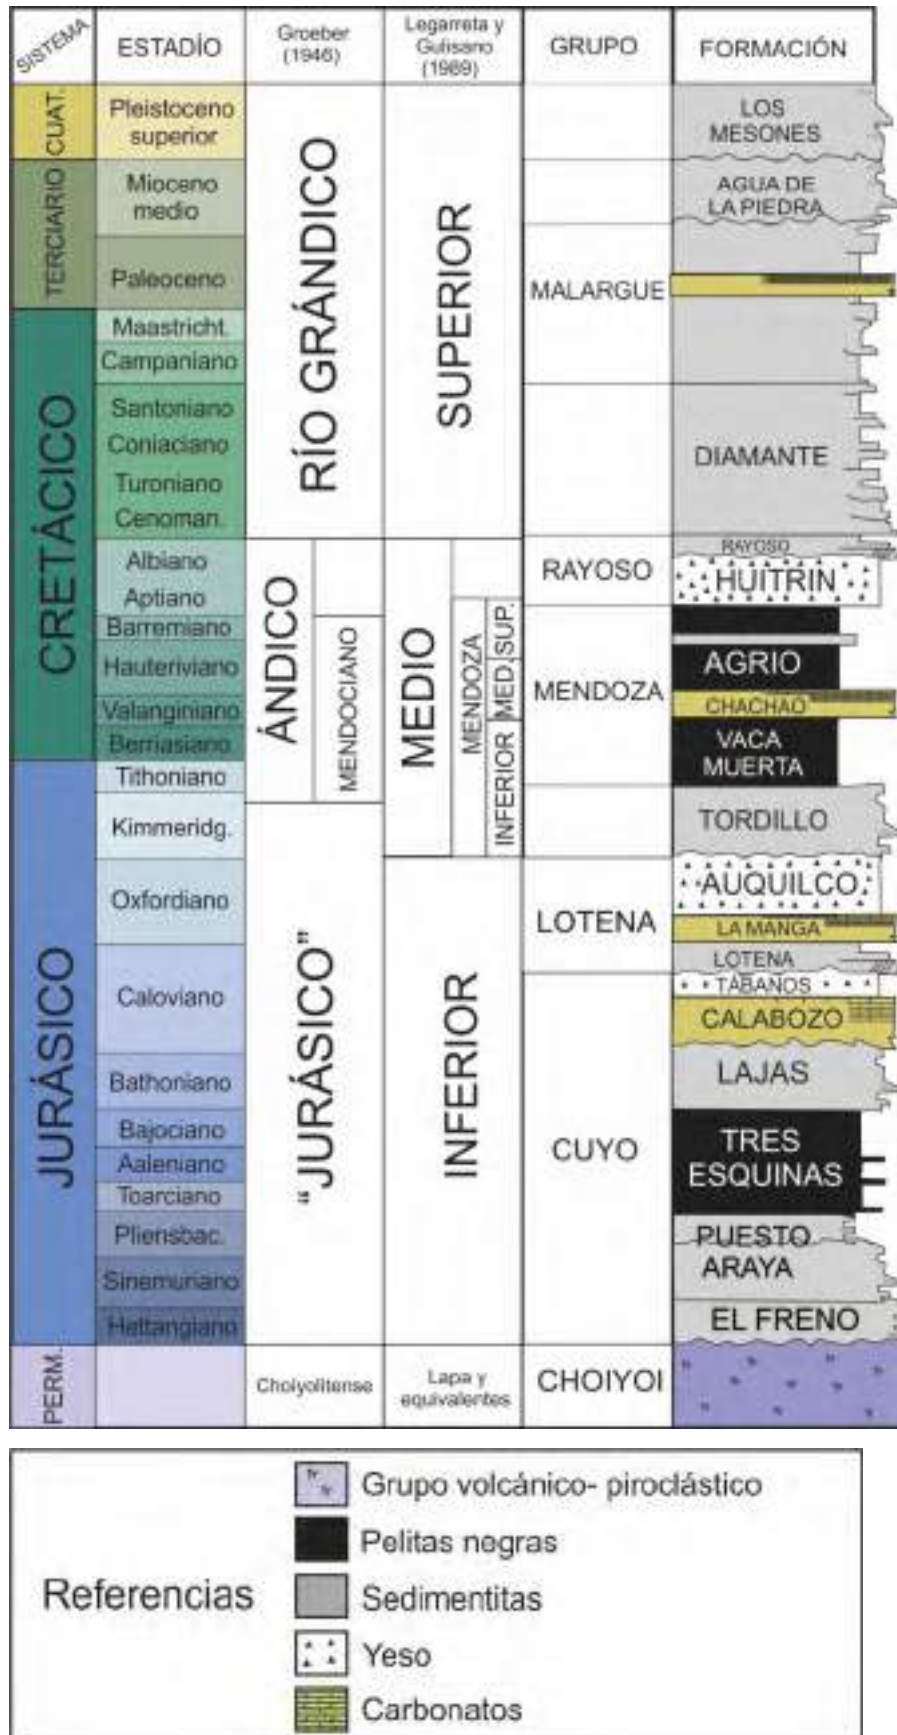 SISTEMA
ESTADÍO
Groeber
(1946)
Legarreta y
Gulisano
(1989)
GRUPO
FORMACIÓN
CUAT.
TERCIARIO
CRETÁCICO
JURÁSICO
PERM.
Pleistoceno
superior
Mioceno
medio
Paleoceno
Maastricht.
Campaniano
Santoniano
Coniaciano
Turoniano
Cenoman.
Albiano
Aptiano
Barremiano
Hauteriviano
Valanginiano
Berriasiano
Tithoniano
Kimmeridg.
Oxfordiano
Caloviano
Bathoniano
Bajociano
Aaleniano
Toarciano
Pliensbac.
Sinemuriano
Hettangiano
RÍO GRÁNDICO
ÁNDICO
MENDOCIANO
"JURÁSICO"
Choiyolitense
SUPERIOR
MEDIO
MENDOZA
SUP.
MED.
INFERIOR
INFERIOR
Lapa y
equivalentes
MALARGUE
RAYOSO
MENDOZA
LOTENA
CUYO
CHOIYOI
LOS
MESONES
AGUA DE
LA PIEDRA
DIAMANTE
RAYOSO
HUITRIN
AGRIO
CHACHAO
VACA
MUERTA
TORDILLO
AUQUILCO
LA MANGA
LOTENA
TÁBANOS
CALABOZO
LAJAS
TRES
ESQUINAS
PUESTO
ARAYA
EL FRENO
Referencias
Grupo volcánico- piroclástico
Pelitas negras
Sedimentitas
Yeso
Carbonatos